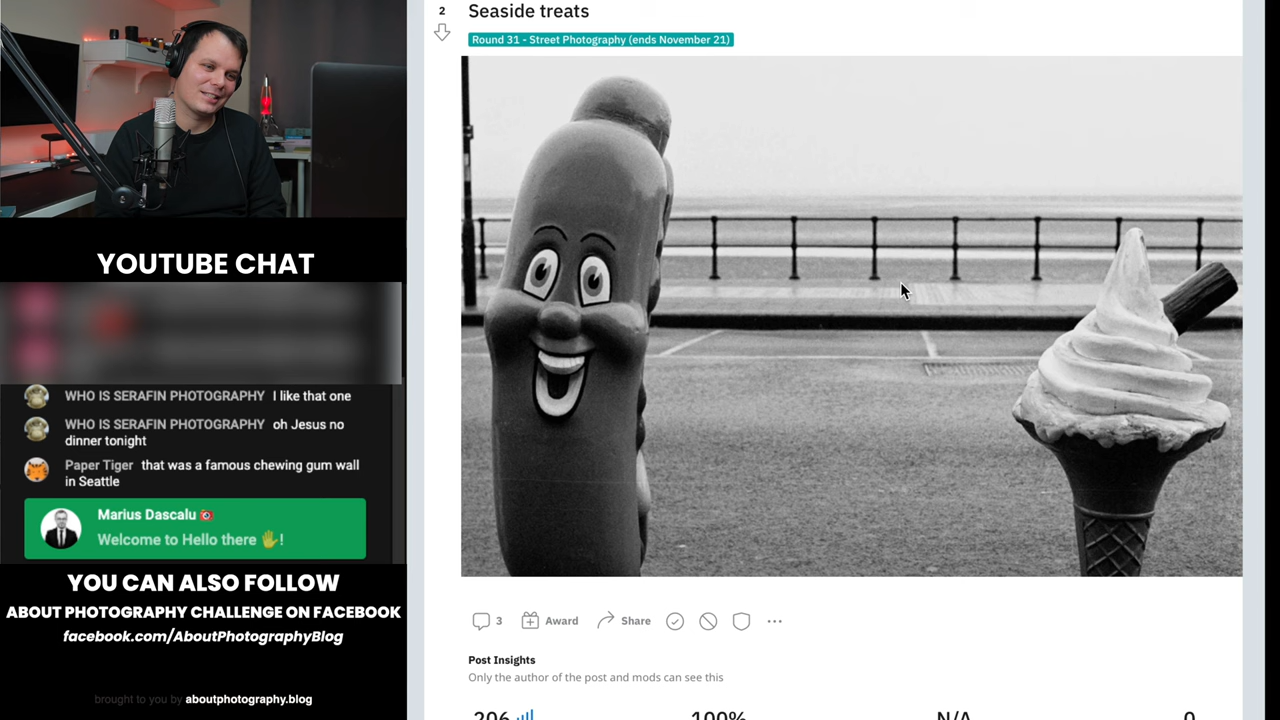 YOUTUBE CHAT
WHO IS SERAFIN PHOTOGRAPHY I like that one
WHO IS SERAFIN PHOTOGRAPHY oh Jesus no
dinner tonight
Paper Tiger that was a famous chewing gum wall
in Seattle
Marius Dascalu
Welcome to Hello there 🖐!
YOU CAN ALSO FOLLOW
ABOUT PHOTOGRAPHY CHALLENGE ON FACEBOOK
facebook.com/AboutPhotographyBlog
brought to you by aboutphotography.blog
2
Seaside treats
Round 31 - Street Photography (ends November 21)
3 Award Share
Post Insights
Only the author of the post and mods can see this
206 100% N/A 0